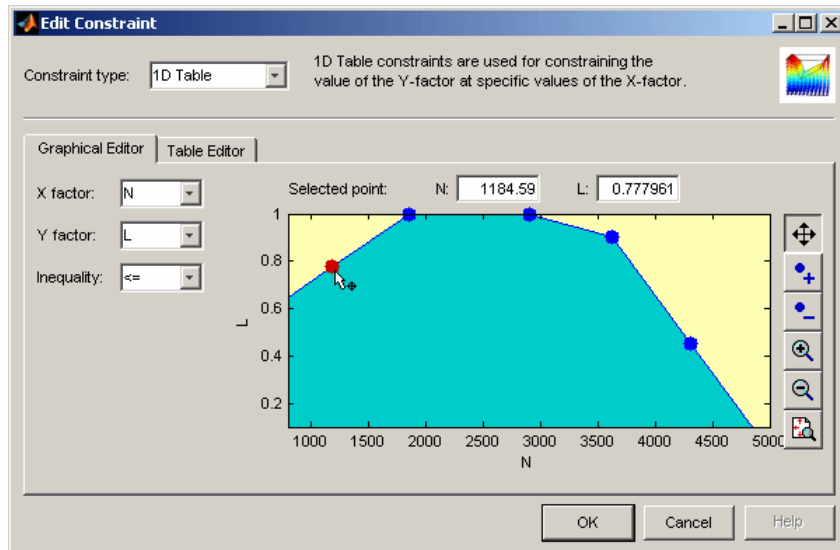 Edit Constraint
Constraint type: 1D Table
1D Table constraints are used for constraining the
value of the Y-factor at specific values of the X-factor.
Graphical Editor Table Editor
X factor: N
Y factor: L
Inequality: <=
Selected point: N: 1184.59 L: 0.777961
1
0.8
0.6
0.4
0.2
L
1000 1500 2000 2500 3000 3500 4000 4500 5000
N
OK Cancel Help